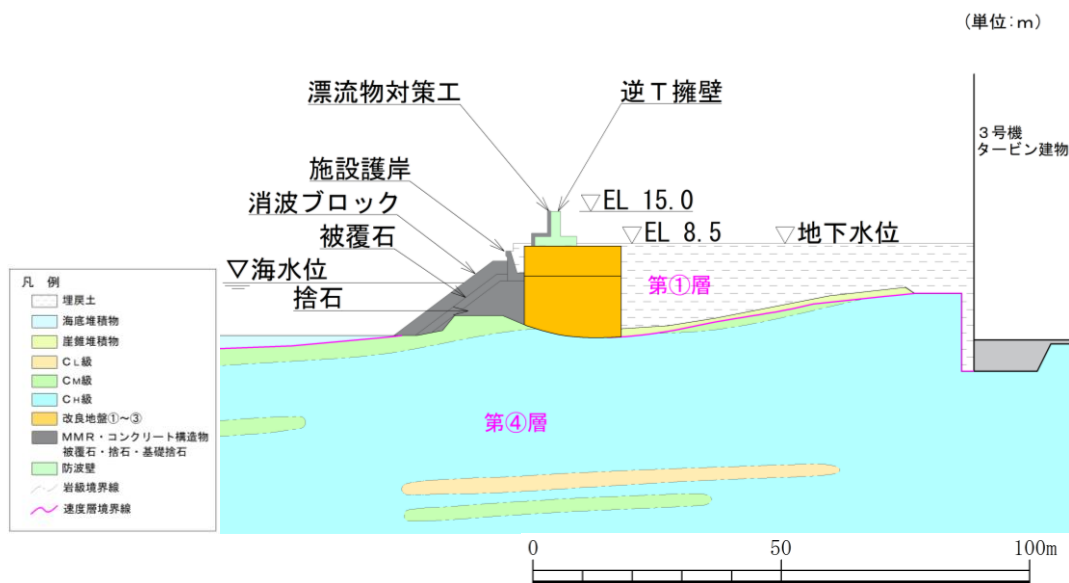 (単位:m)
漂流物対策工
逆T擁壁
3号機
タービン建物
施設護岸
消波ブロック
▽EL 15.0
被覆石
▽EL 8.5
▽地下水位
▽海水位
捨石
第①層
凡 例
埋戻土
海底堆積物
崖錐堆積物
CL級
CM級
CH級
改良地盤①~③
MMR・コンクリート構造物
被覆石・捨石・基礎捨石
防波壁
岩級境界線
速度層境界線
第④層
0
50
100m